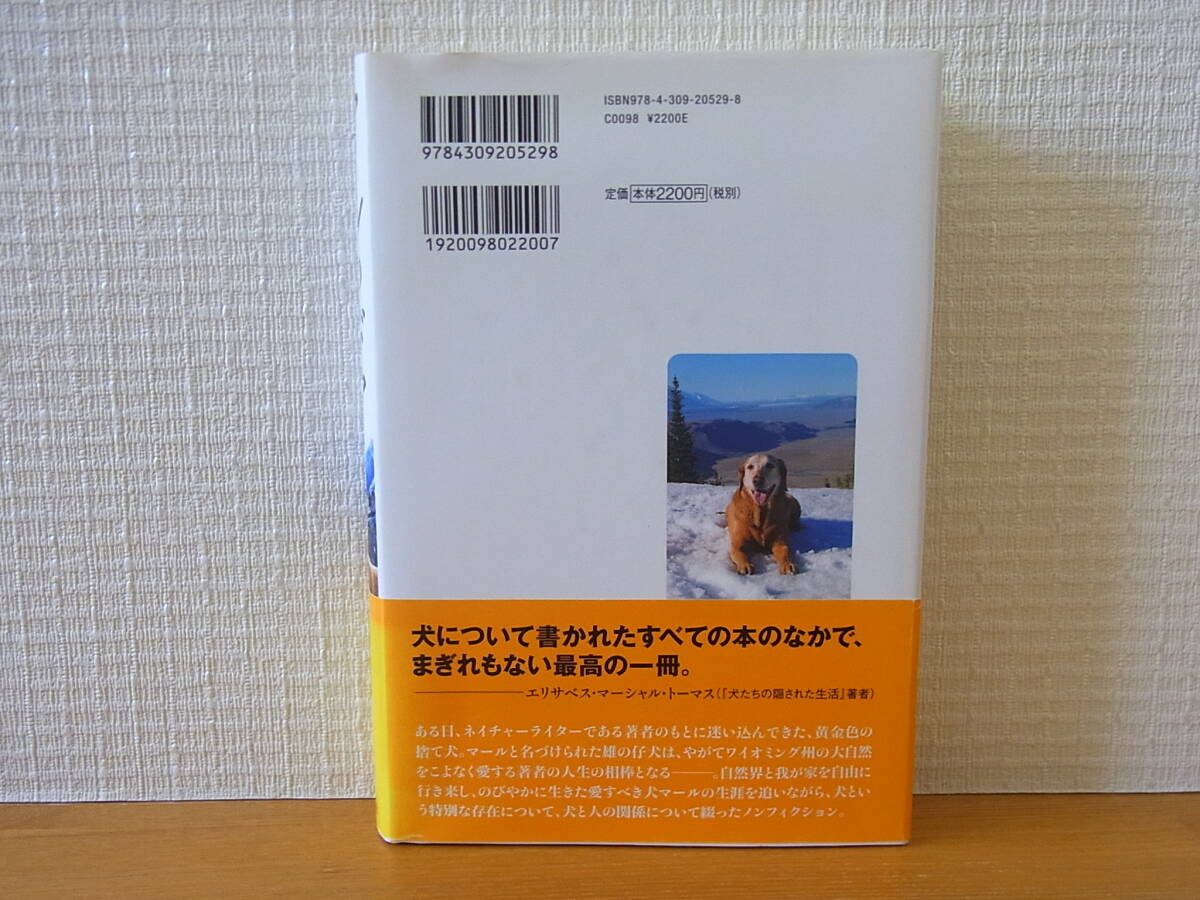 ISBN978-4-309-20529-8
C0098 ¥2200E
9784309205298
定価 本体2200円(税別)
1920098022007
犬について書かれたすべての本のなかで、
まぎれもない最高の一冊。
エリザベス・マーシャル・トーマス(『犬たちの隠された生活』著者)
ある日、ネイチャーライターである著者のもとに迷い込んできた、黄金色の
捨て犬。マールと名づけられた雄の仔犬は、やがてワイオミング州の大自然
をこよなく愛する著者の人生の相棒となる———。自然界と我が家を自由に
行き来し、のびやかに生きた愛すべき犬マールの生涯を追いながら、犬とい
う特別な存在について、犬と人の関係について綴ったノンフィクション。